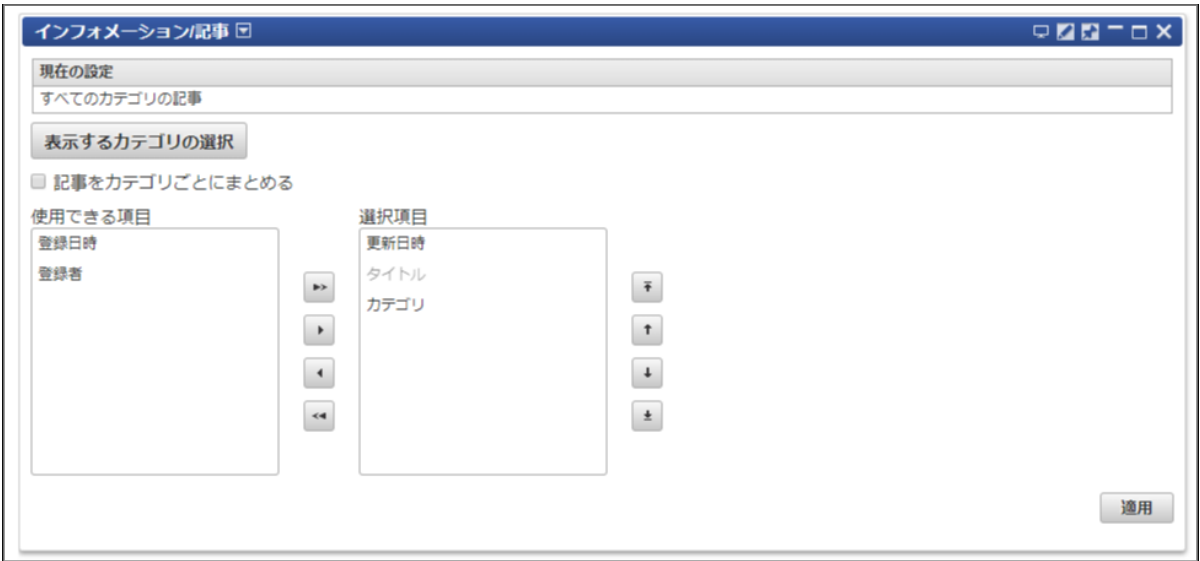 インフォメーション/記事
現在の設定
すべてのカテゴリの記事
表示するカテゴリの選択
記事をカテゴリごとにまとめる
使用できる項目
選択項目
登録日時
登録者
更新日時
タイトル
カテゴリ
適用